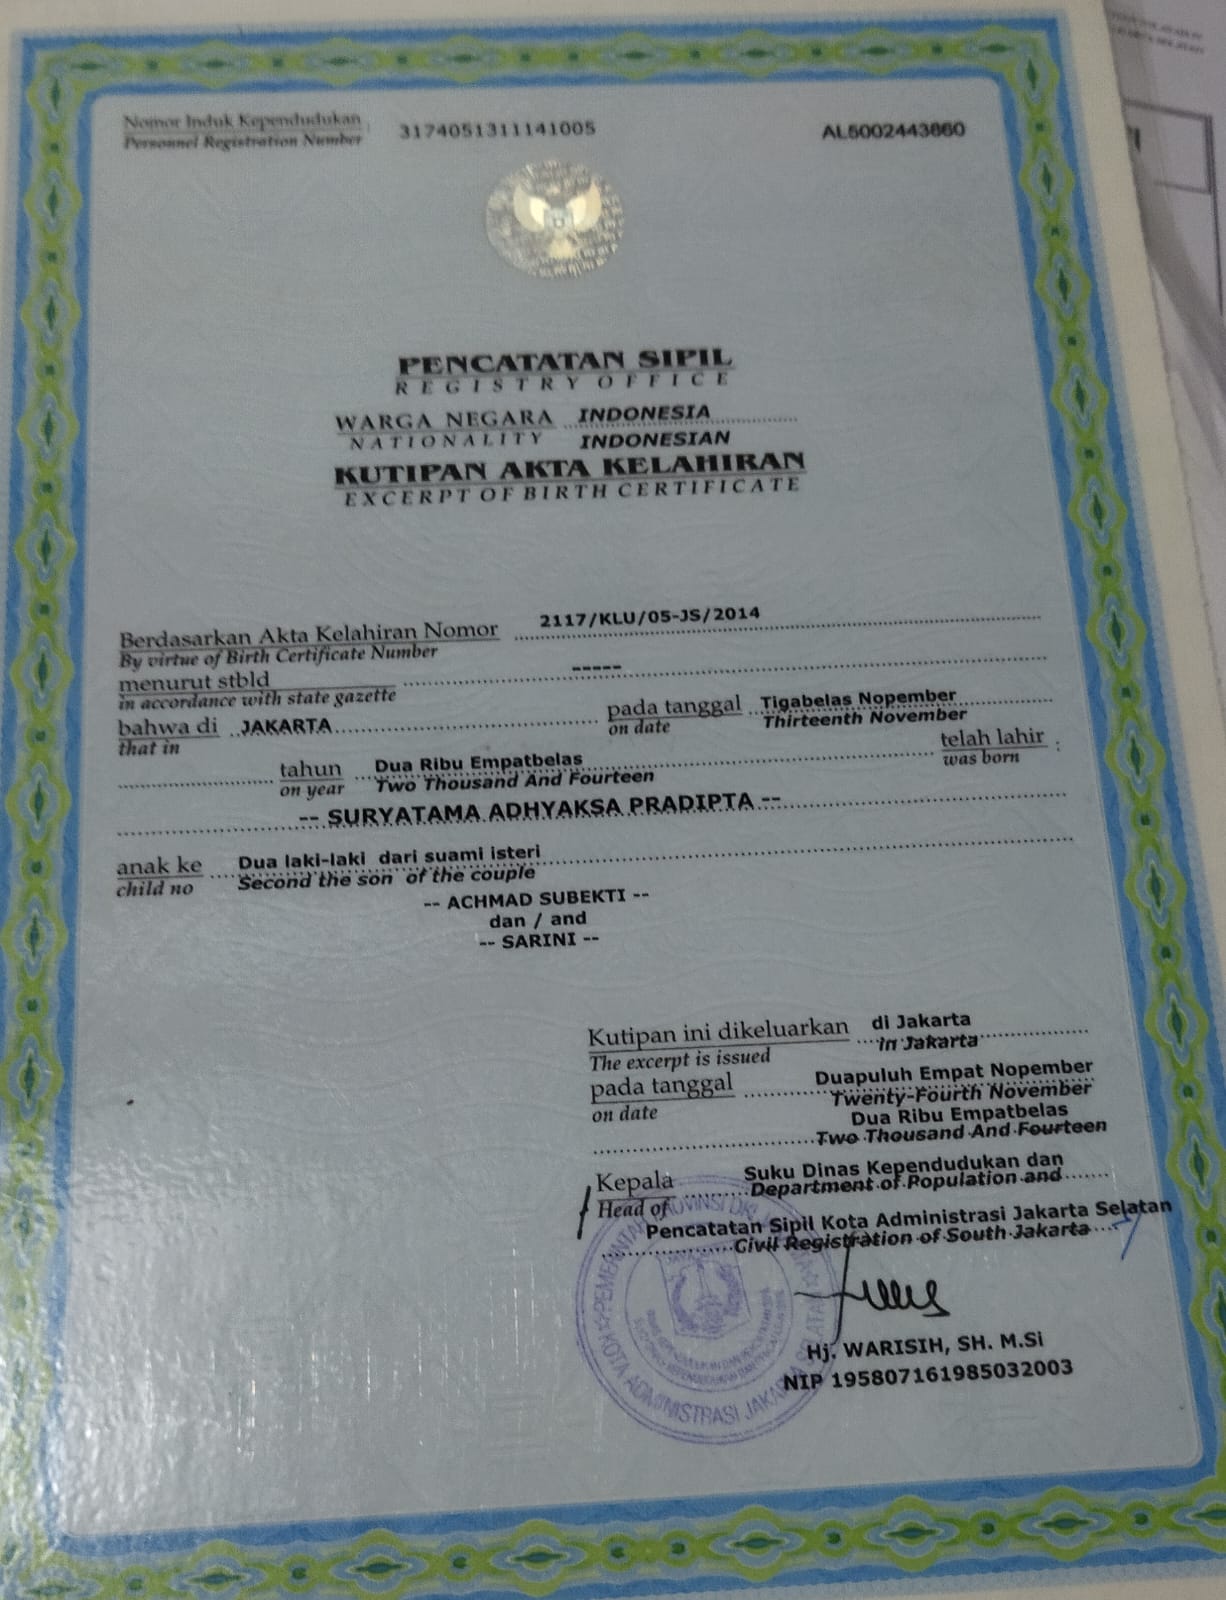 Nomor Induk Kependudukan 3174051311141005 AL5002443860
Personnel Registration Number
PENCATATAN SIPIL
REGISTRY OFFICE
WARGA NEGARA INDONESIA
NATIONALITY INDONESIAN
KUTIPAN AKTA KELAHIRAN
EXCERPT OF BIRTH CERTIFICATE
Berdasarkan Akta Kelahiran Nomor 2117/KLU/05-JS/2014
By virtue of Birth Certificate Number
menurut stbld -----
in accordance with state gazette
bahwa di JAKARTA pada tanggal Tigabelas Nopember
that in on date Thirteenth November
tahun Dua Ribu Empatbelas telah lahir :
on year Two Thousand And Fourteen was born
-- SURYATAMA ADHYAKSA PRADIPTA --
anak ke Dua laki-laki dari suami isteri
child no Second the son of the couple
-- ACHMAD SUBEKTI --
dan / and
-- SARINI --
Kutipan ini dikeluarkan di Jakarta
The excerpt is issued in Jakarta
pada tanggal Duapuluh Empat Nopember
on date Twenty-Fourth November
Dua Ribu Empatbelas
Two Thousand And Fourteen
Kepala Suku Dinas Kependudukan dan
Head of Department of Population and
Pencatatan Sipil Kota Administrasi Jakarta Selatan
Civil Registration of South Jakarta
PEMERINTAH PROVINSI DKI JAKARTA
KOTA ADMINISTRASI JAKARTA SELATAN
Hj. WARISIH, SH. M.Si
NIP 195807161985032003